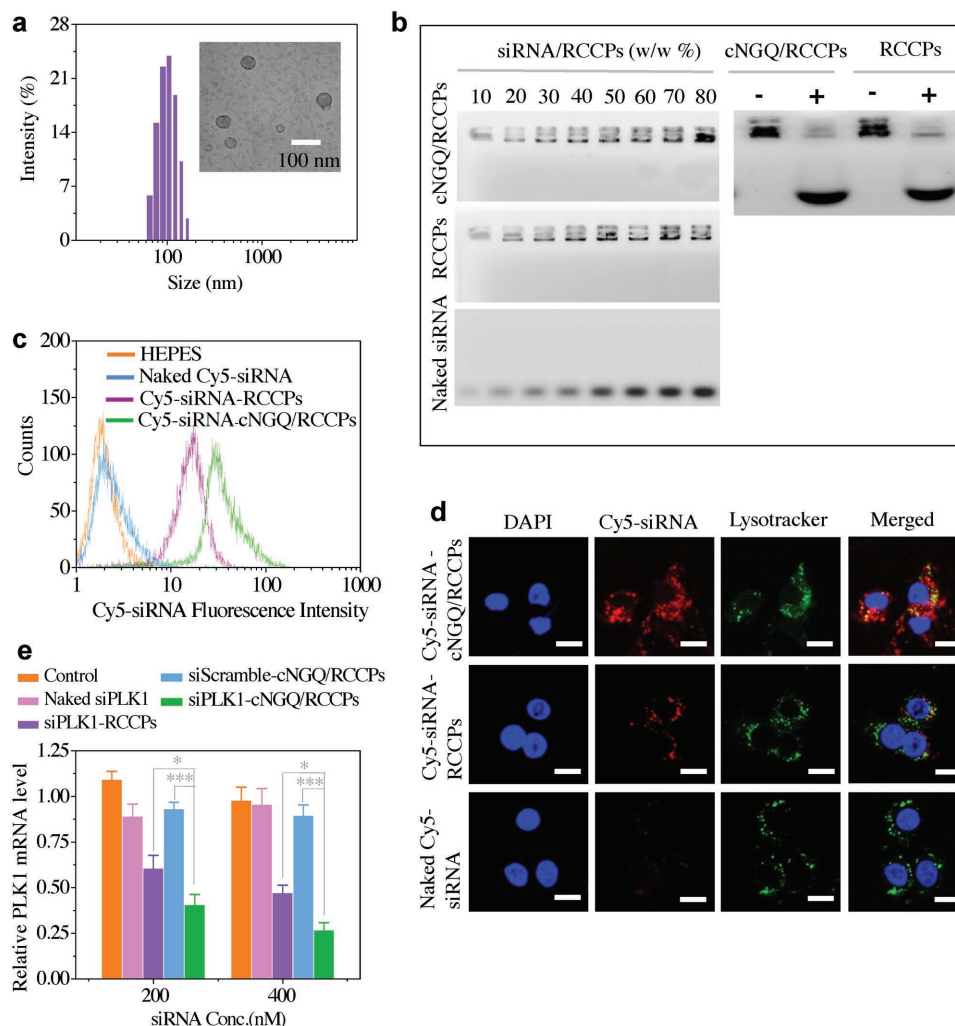 a
28
21
14
7
0
Intensity (%)
100 nm
100 1000
Size (nm)
b
siRNA/RCCPs (w/w %) cNGQ/RCCPs RCCPs
10 20 30 40 50 60 70 80 - + - +
cNGQ/RCCPs
RCCPs
Naked siRNA
c
200
150
100
50
0
Counts
HEPES
Naked Cy5-siRNA
Cy5-siRNA-RCCPs
Cy5-siRNA-cNGQ/RCCPs
1 10 100 1000
Cy5-siRNA Fluorescence Intensity
d
DAPI Cy5-siRNA Lysotracker Merged
Cy5-siRNA -
cNGQ/RCCPs
Cy5-siRNA-
RCCPs
Naked Cy5-
siRNA
e
Control siScramble-cNGQ/RCCPs
Naked siPLK1 siPLK1-cNGQ/RCCPs
siPLK1-RCCPs
1.25
1.00
0.75
0.50
0.25
0.00
Relative PLK1 mRNA level
* *
*** ***
200 400
siRNA Conc.(nM)